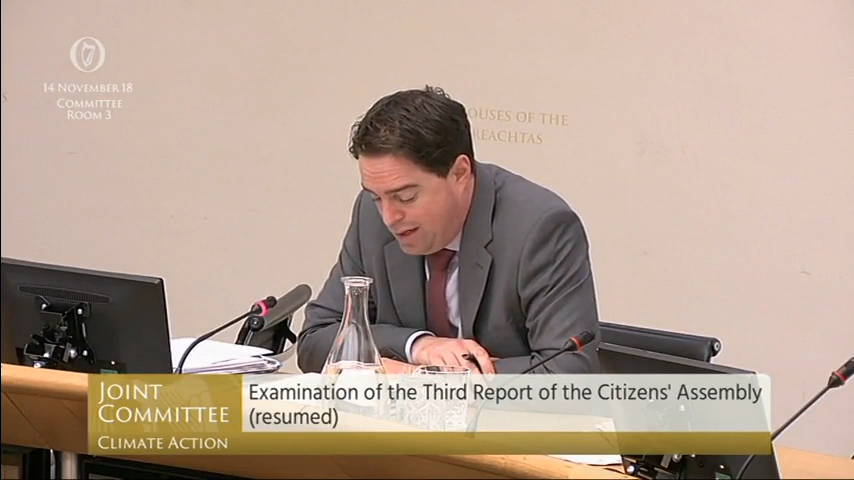 14 November 18
Committee
Room 3
OUSES OF THE
REACHTAS
Joint
Committee
Climate Action
Examination of the Third Report of the Citizens' Assembly
(resumed)